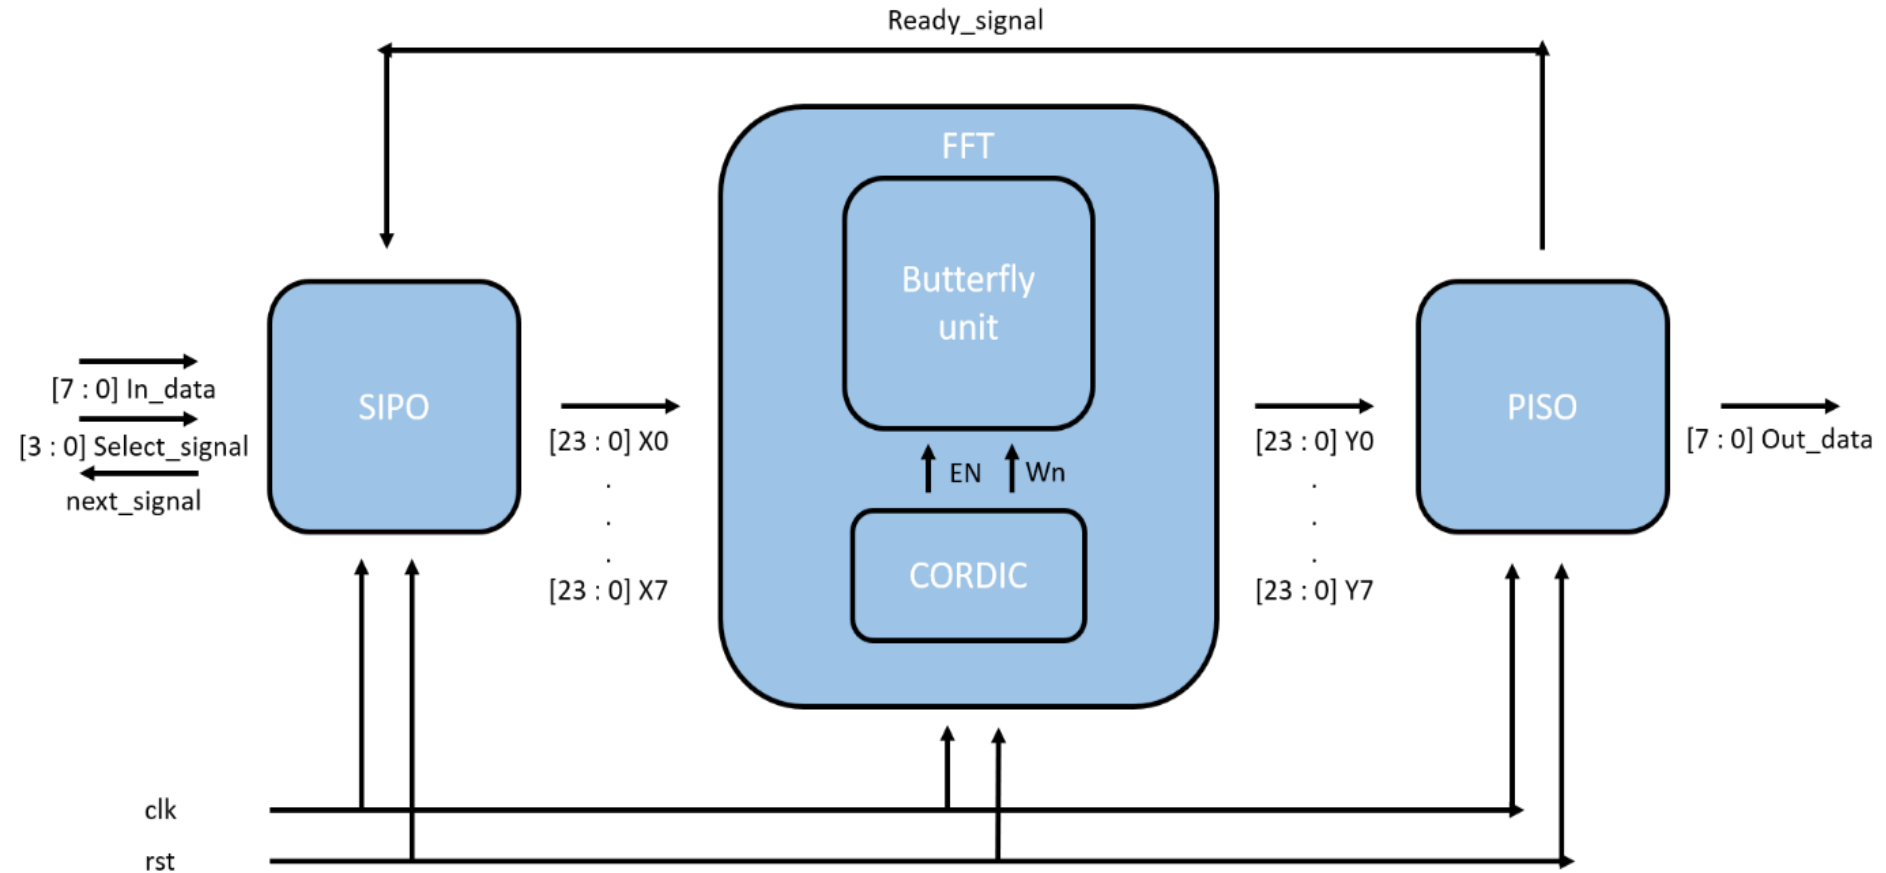 Ready_signal
FFT
Butterfly
unit
SIPO
PISO
[7 : 0] In_data
[3 : 0] Select_signal
next_signal
[23 : 0] X0
.
.
.
[23 : 0] X7
EN
Wn
CORDIC
[23 : 0] Y0
.
.
.
[23 : 0] Y7
[7 : 0] Out_data
clk
rst